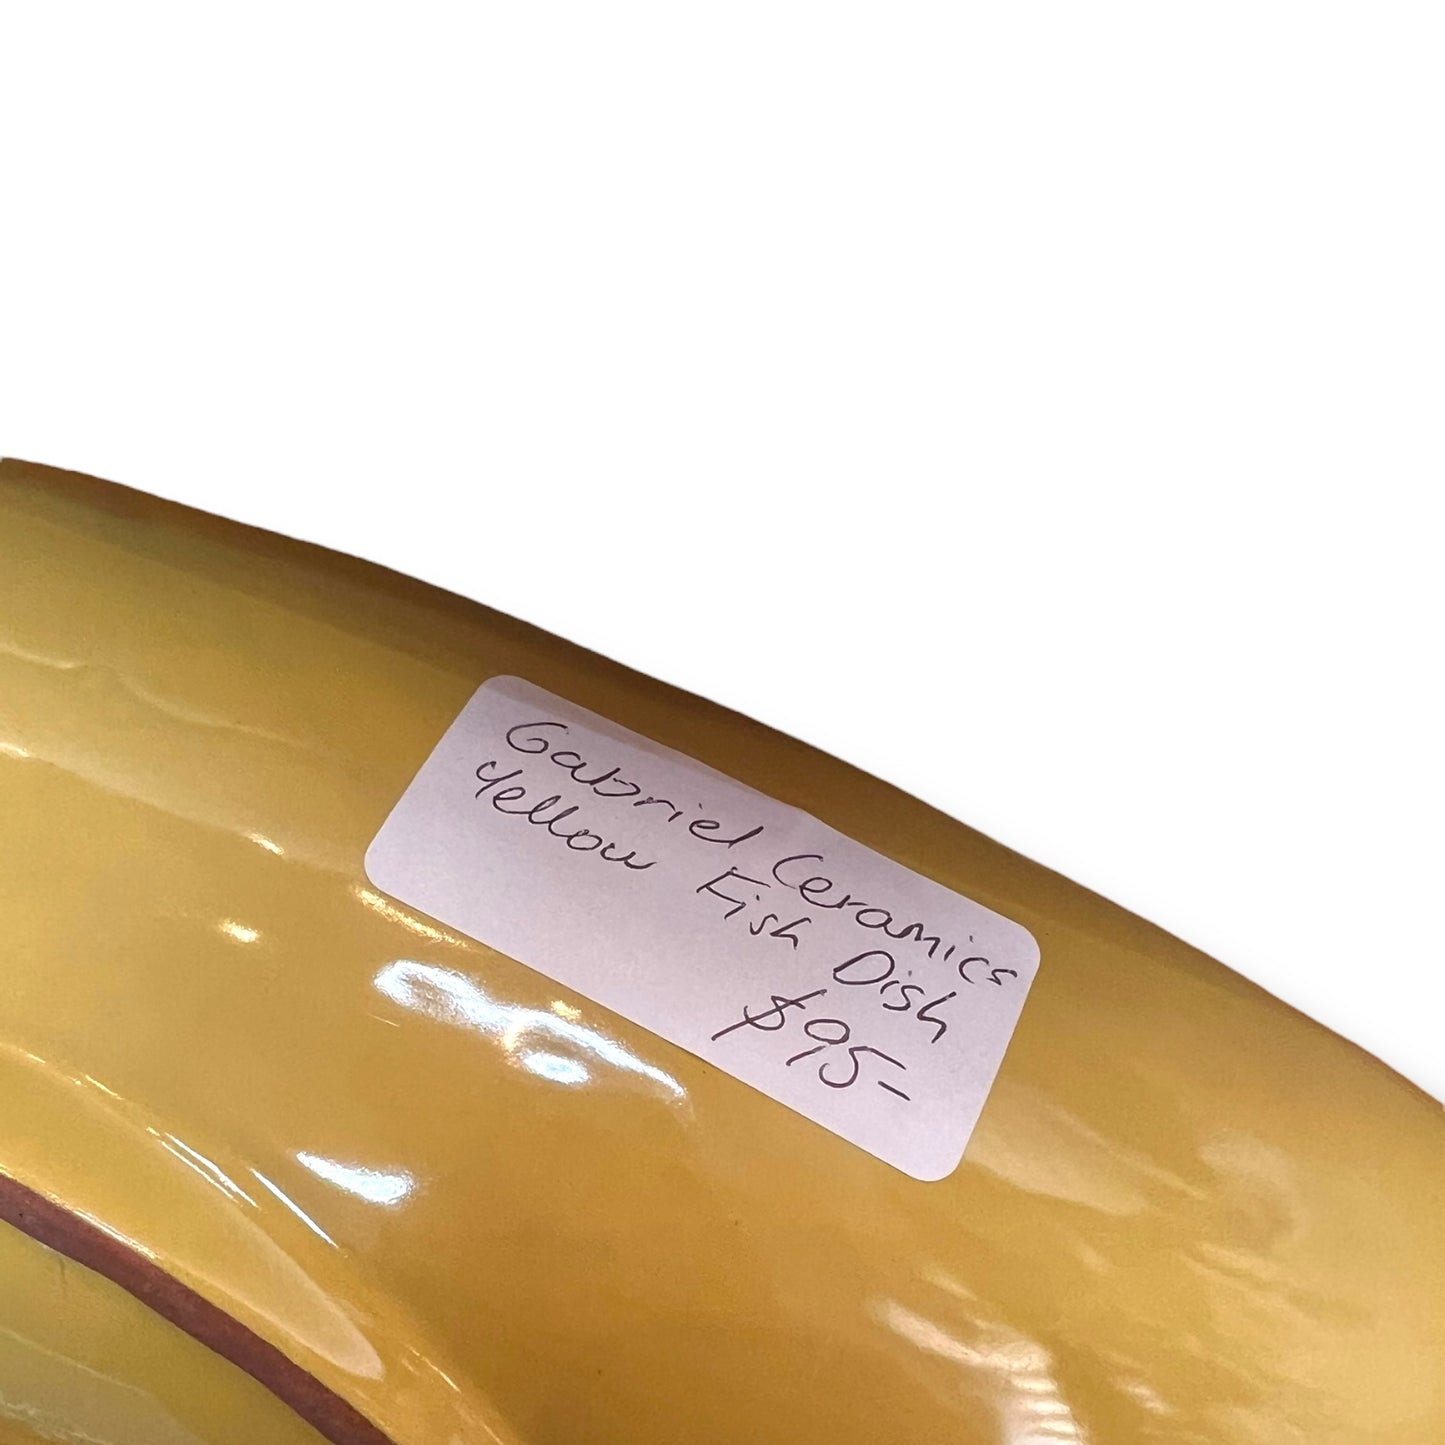 Gabriel Ceramics
Yellow Fish Dish
$95-